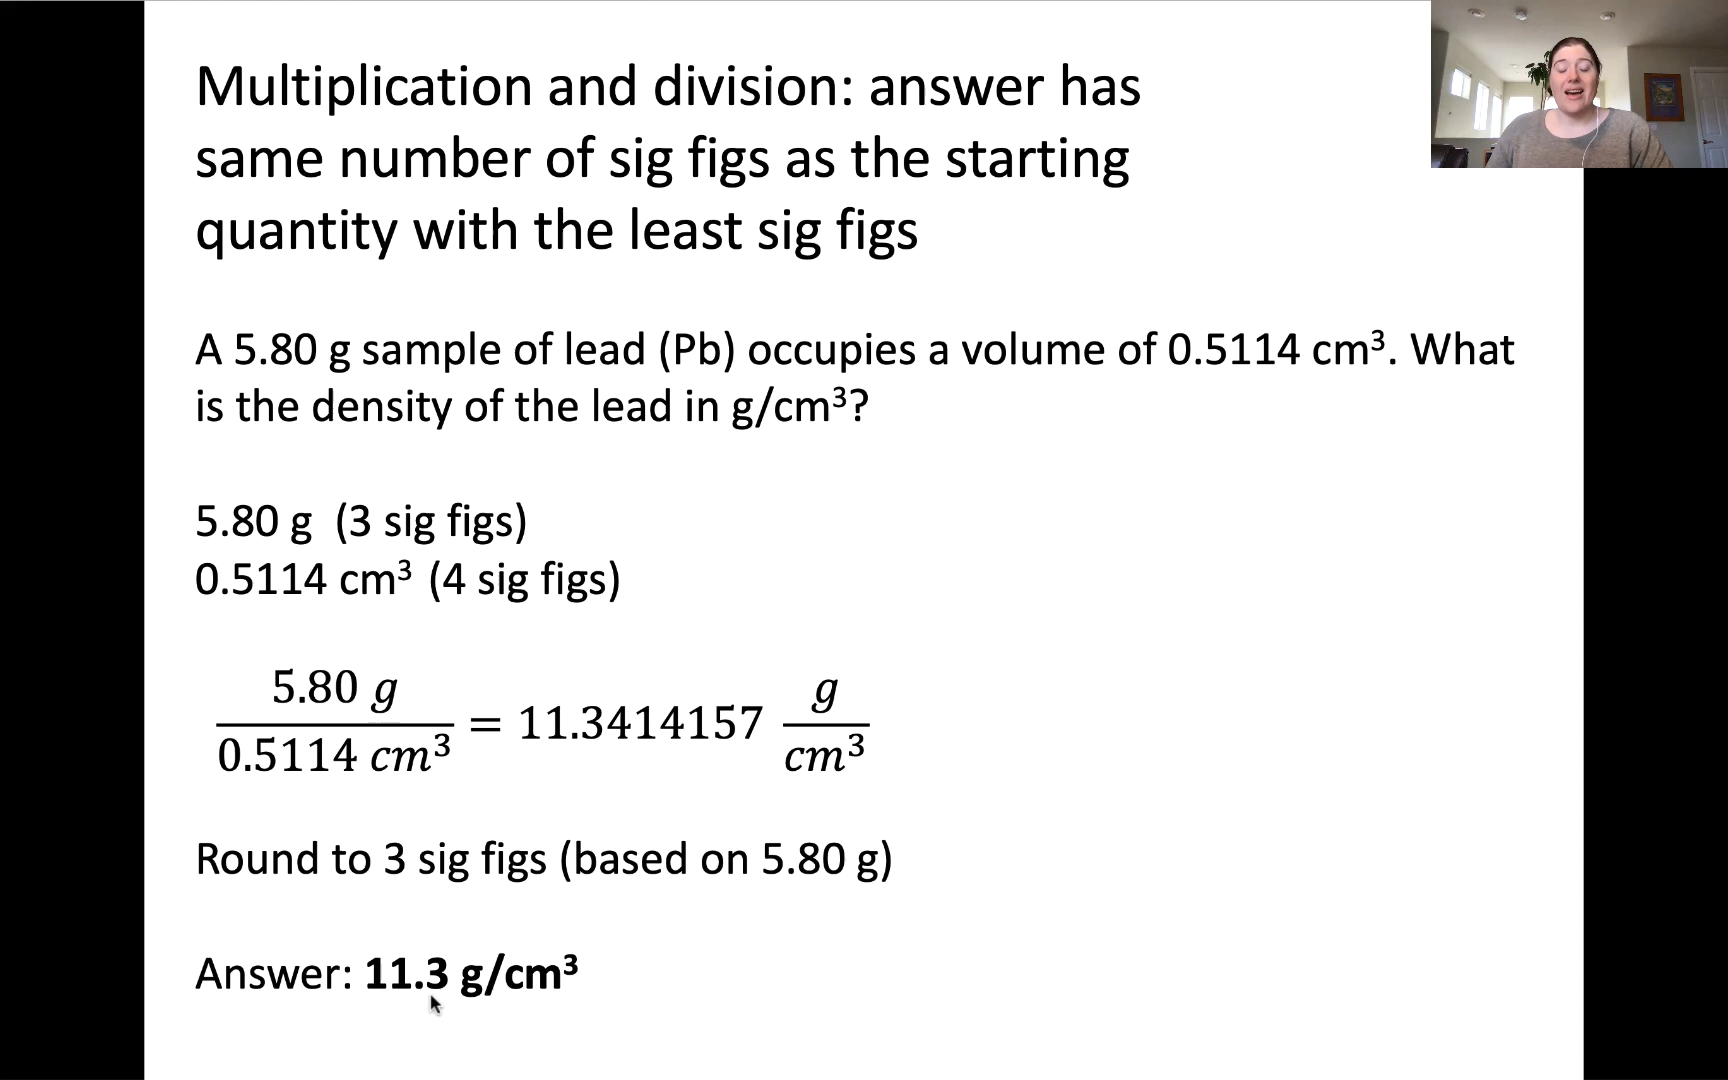 Multiplication and division: answer has
same number of sig figs as the starting
quantity with the least sig figs
A 5.80 g sample of lead (Pb) occupies a volume of 0.5114 cm³. What
is the density of the lead in g/cm³?
5.80 g (3 sig figs)
0.5114 cm³ (4 sig figs)
5.80 g / 0.5114 cm³ = 11.3414157 g / cm³
Round to 3 sig figs (based on 5.80 g)
Answer: 11.3 g/cm³